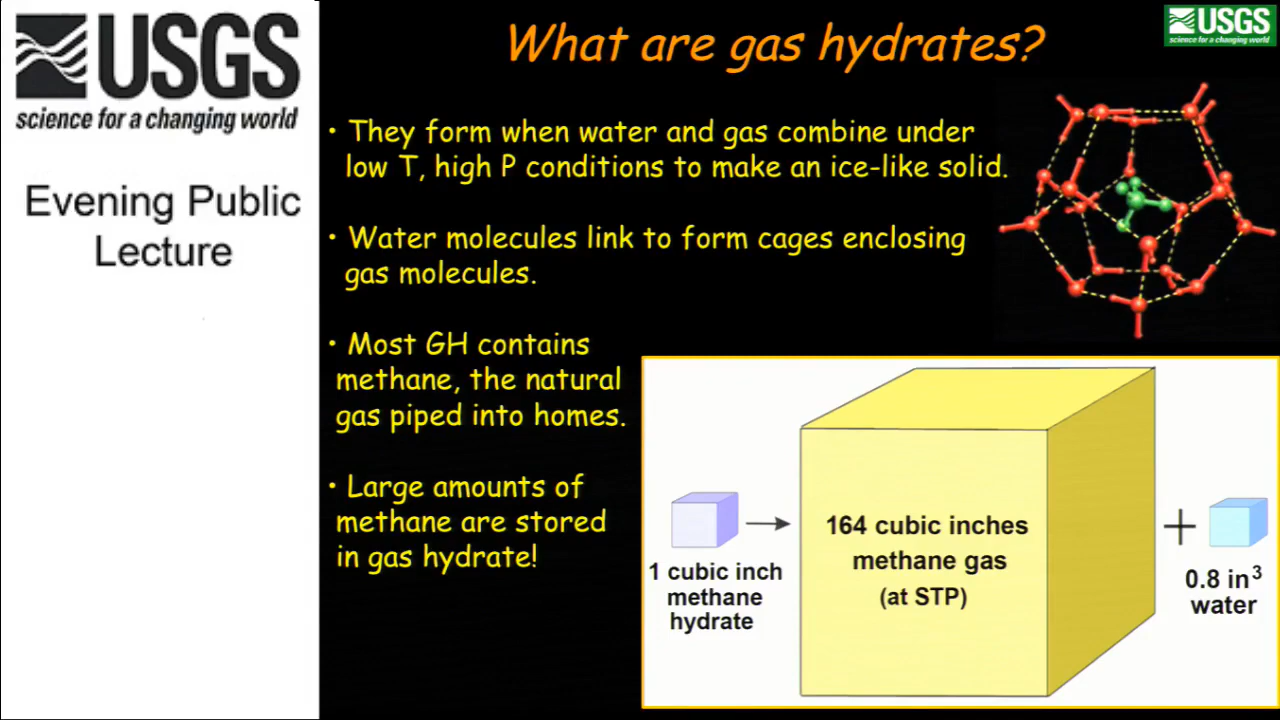 USGS
science for a changing world
Evening Public
Lecture
What are gas hydrates?
USGS
science for a changing world
• They form when water and gas combine under
low T, high P conditions to make an ice-like solid.
• Water molecules link to form cages enclosing
gas molecules.
• Most GH contains
methane, the natural
gas piped into homes.
• Large amounts of
methane are stored
in gas hydrate!
1 cubic inch
methane
hydrate
164 cubic inches
methane gas
(at STP)
+
0.8 in³
water